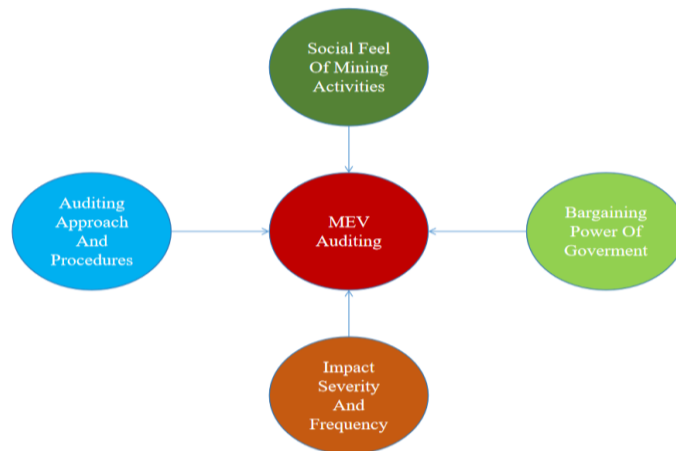 Social Feel
Of Mining
Activities
Auditing
Approach
And
Procedures
MEV
Auditing
Bargaining
Power Of
Goverment
Impact
Severity
And
Frequency